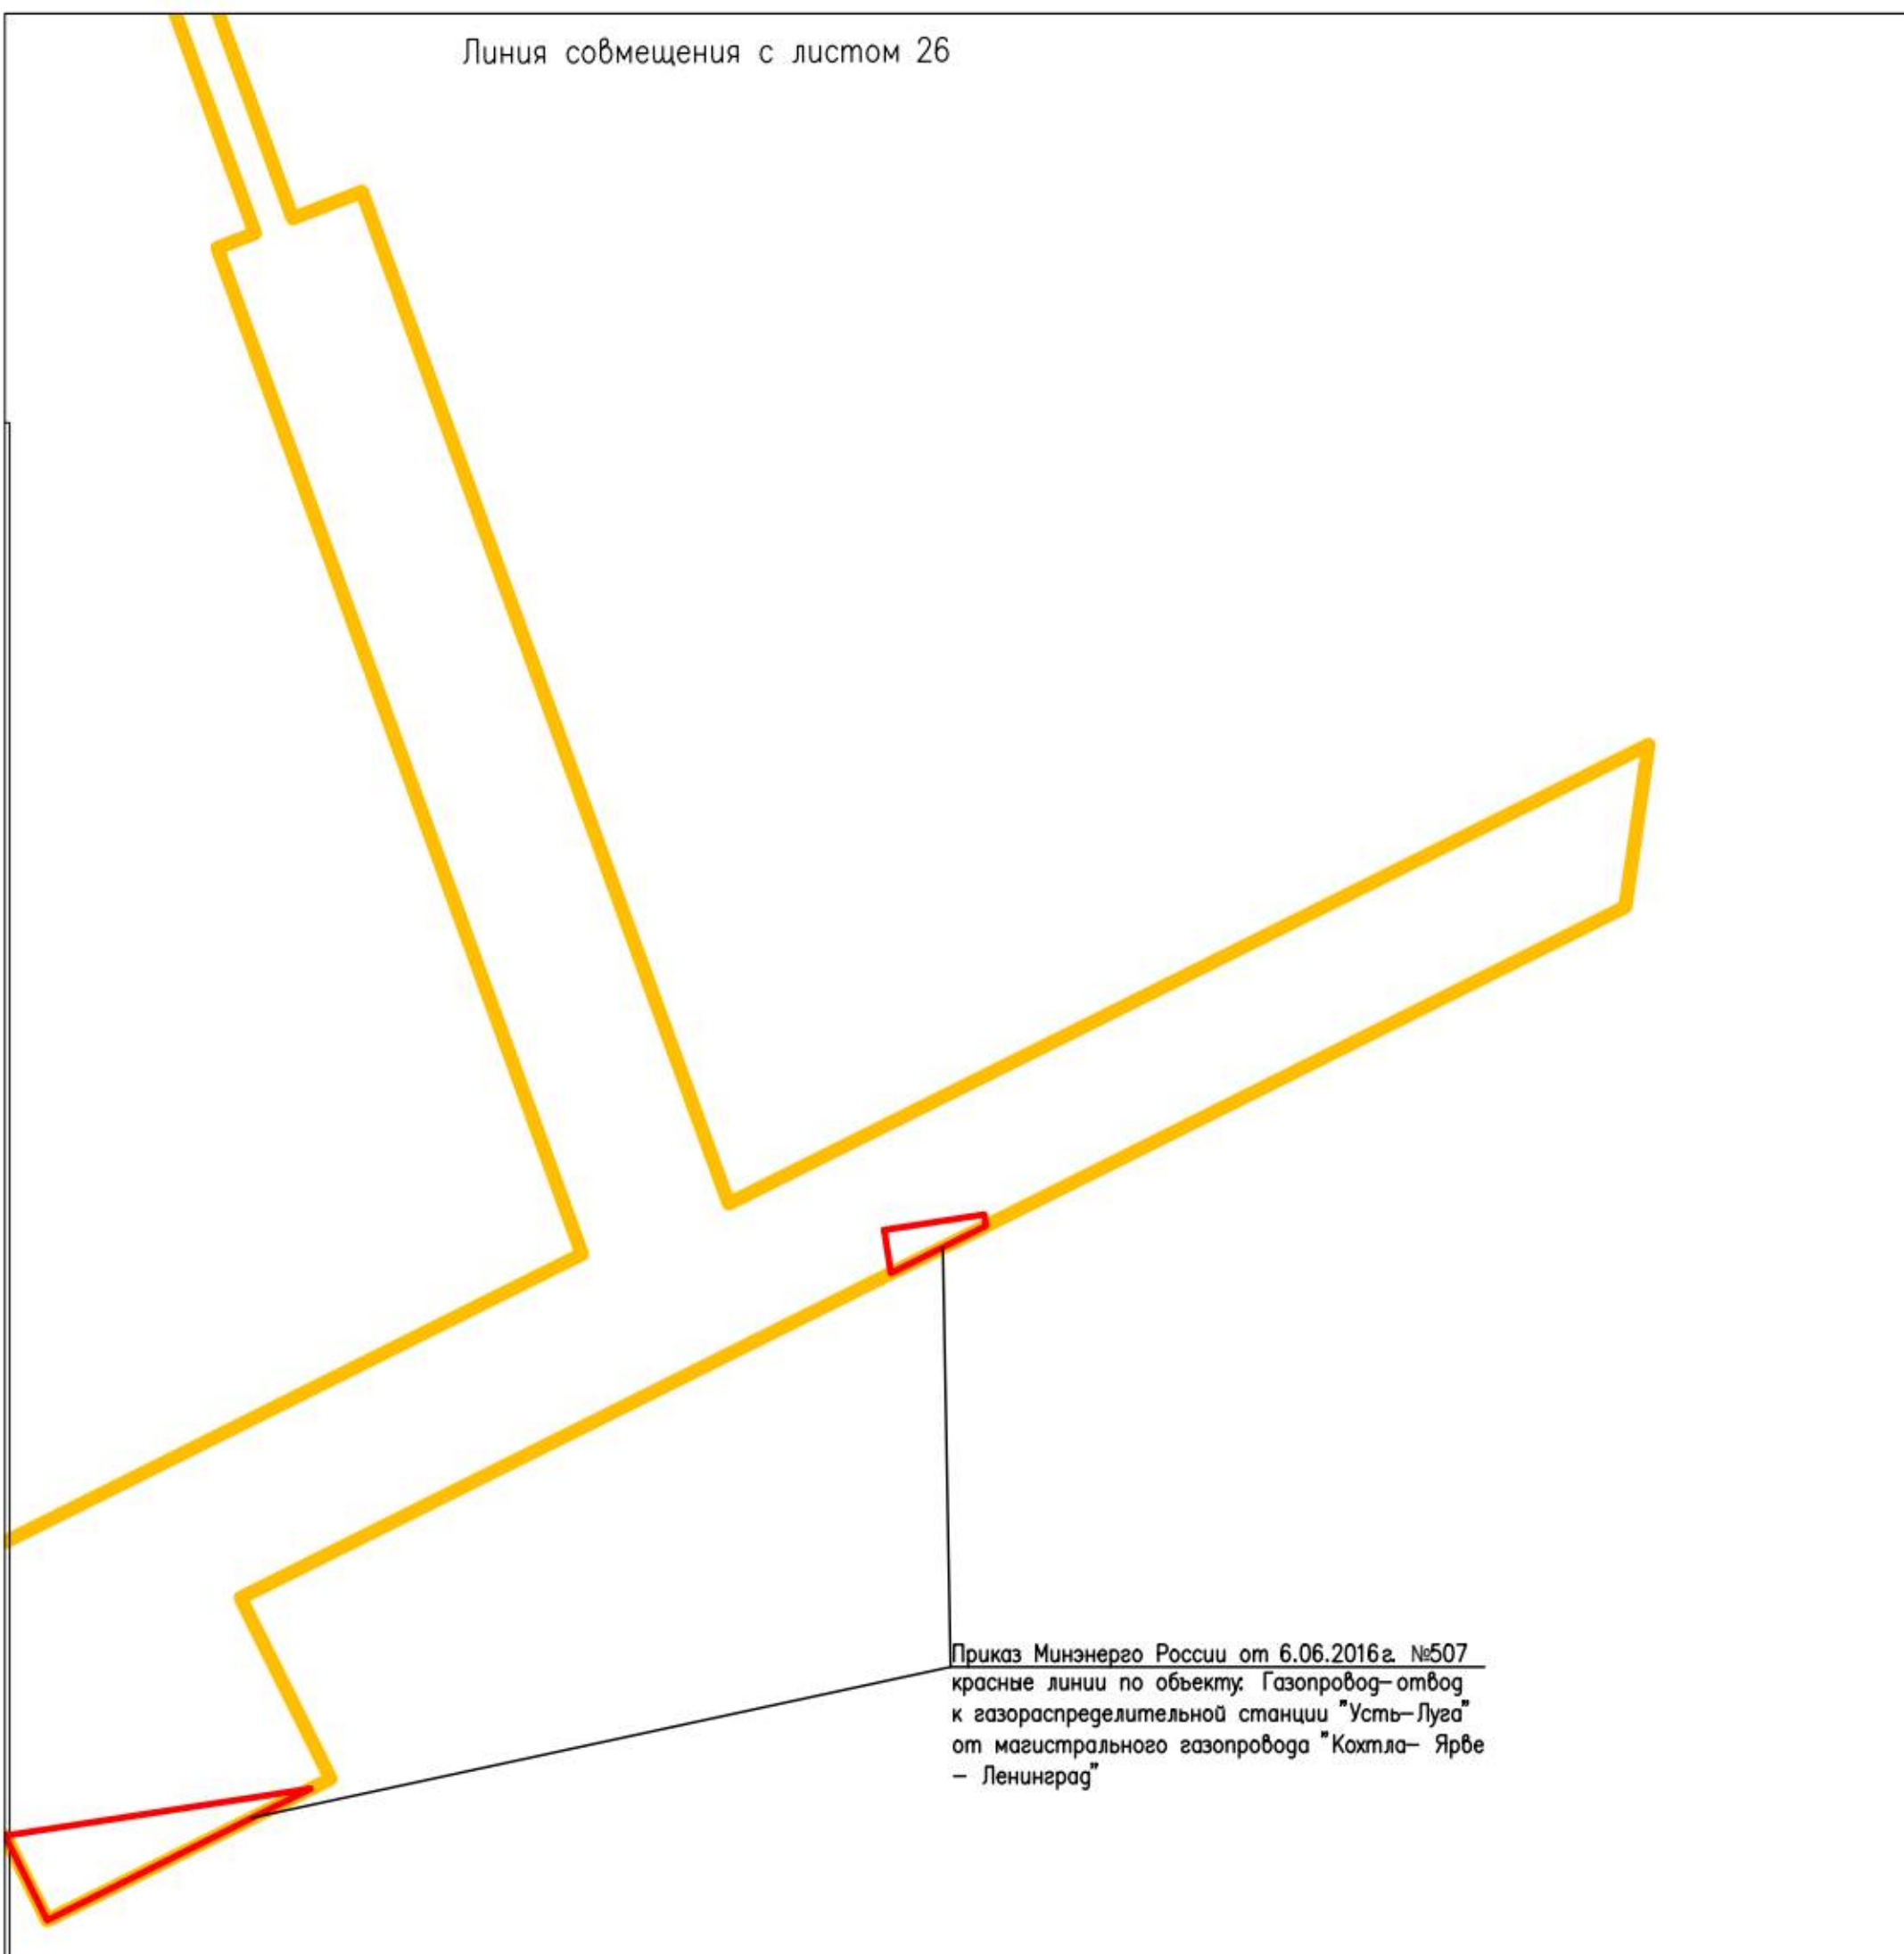 Линия совмещения с листом 26
Приказ Минэнерго России от 6.06.2016г. №507
красные линии по объекту: Газопровод-отвод
к газораспределительной станции "Усть-Луга"
от магистрального газопровода "Кохтла- Ярве
- Ленинград"